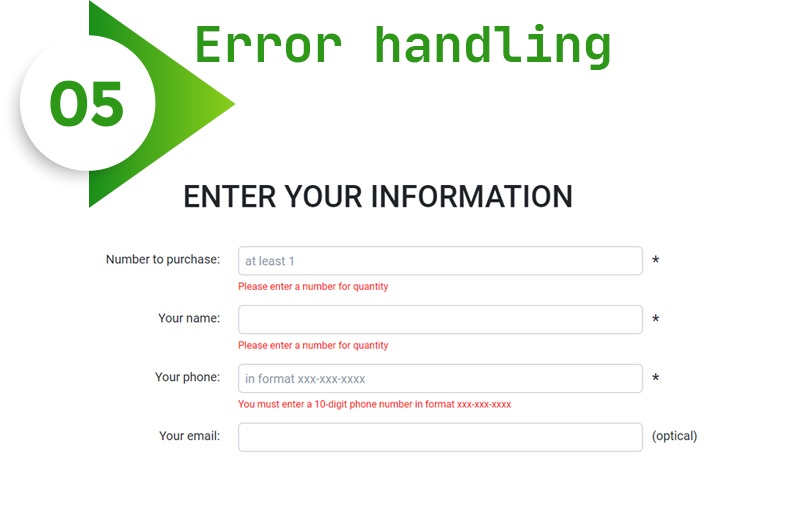 Error handling
05
ENTER YOUR INFORMATION
Number to purchase: at least 1 *
Please enter a number for quantity
Your name: *
Please enter a number for quantity
Your phone: in format xxx-xxx-xxxx *
You must enter a 10-digit phone number in format xxx-xxx-xxxx
Your email: (optical)